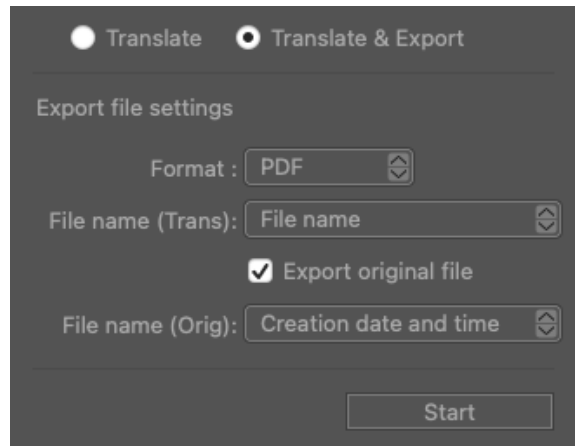 Translate Translate & Export
Export file settings
Format : PDF
File name (Trans): File name
Export original file
File name (Orig): Creation date and time
Start